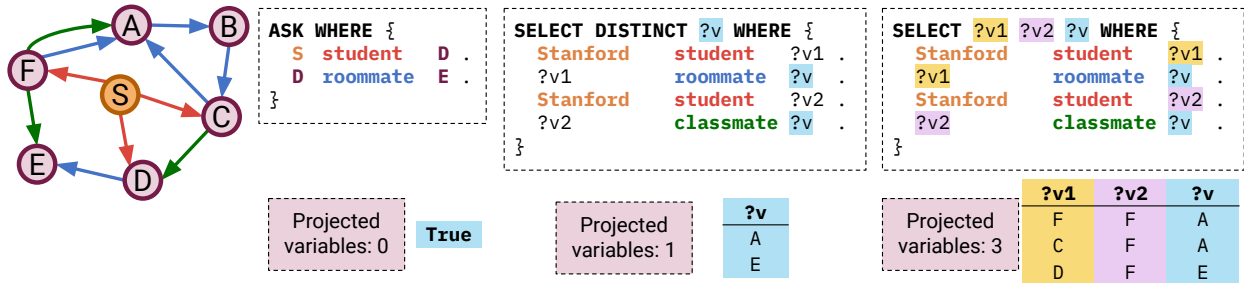 A
B
F
S
C
E
D
ASK WHERE {
S student D .
D roommate E .
}
Projected
variables: 0
True
SELECT DISTINCT ?v WHERE {
Stanford student ?v1 .
?v1 roommate ?v .
Stanford student ?v2 .
?v2 classmate ?v .
}
Projected
variables: 1
?v
A
E
SELECT ?v1 ?v2 ?v WHERE {
Stanford student ?v1 .
?v1 roommate ?v .
Stanford student ?v2 .
?v2 classmate ?v .
}
Projected
variables: 3
?v1 ?v2 ?v
F F A
C F A
D F E